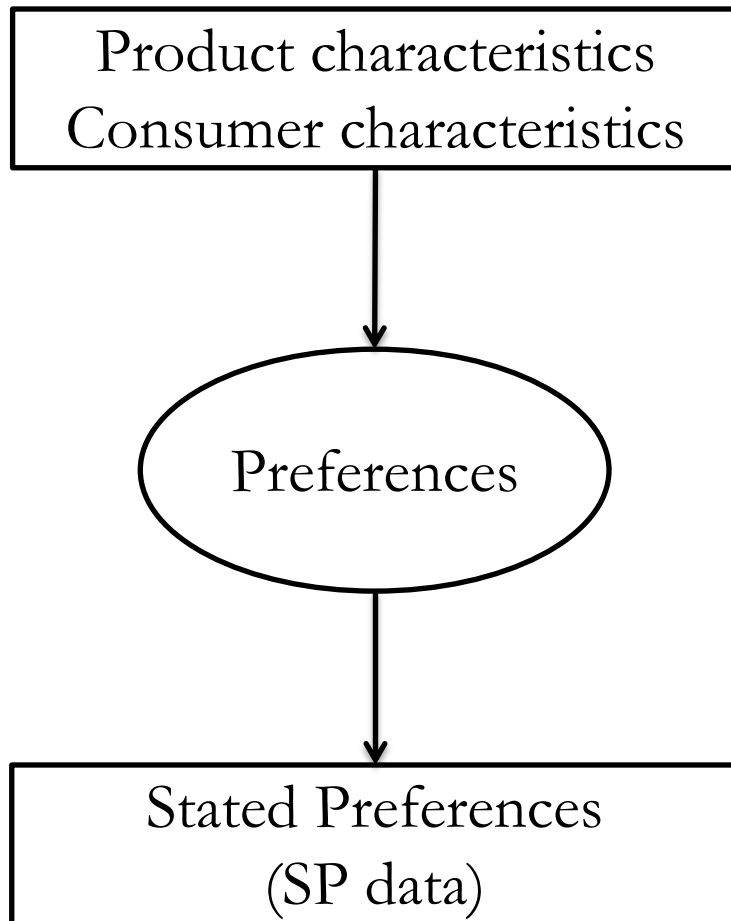 Product characteristics
Consumer characteristics
Preferences
Stated Preferences
(SP data)